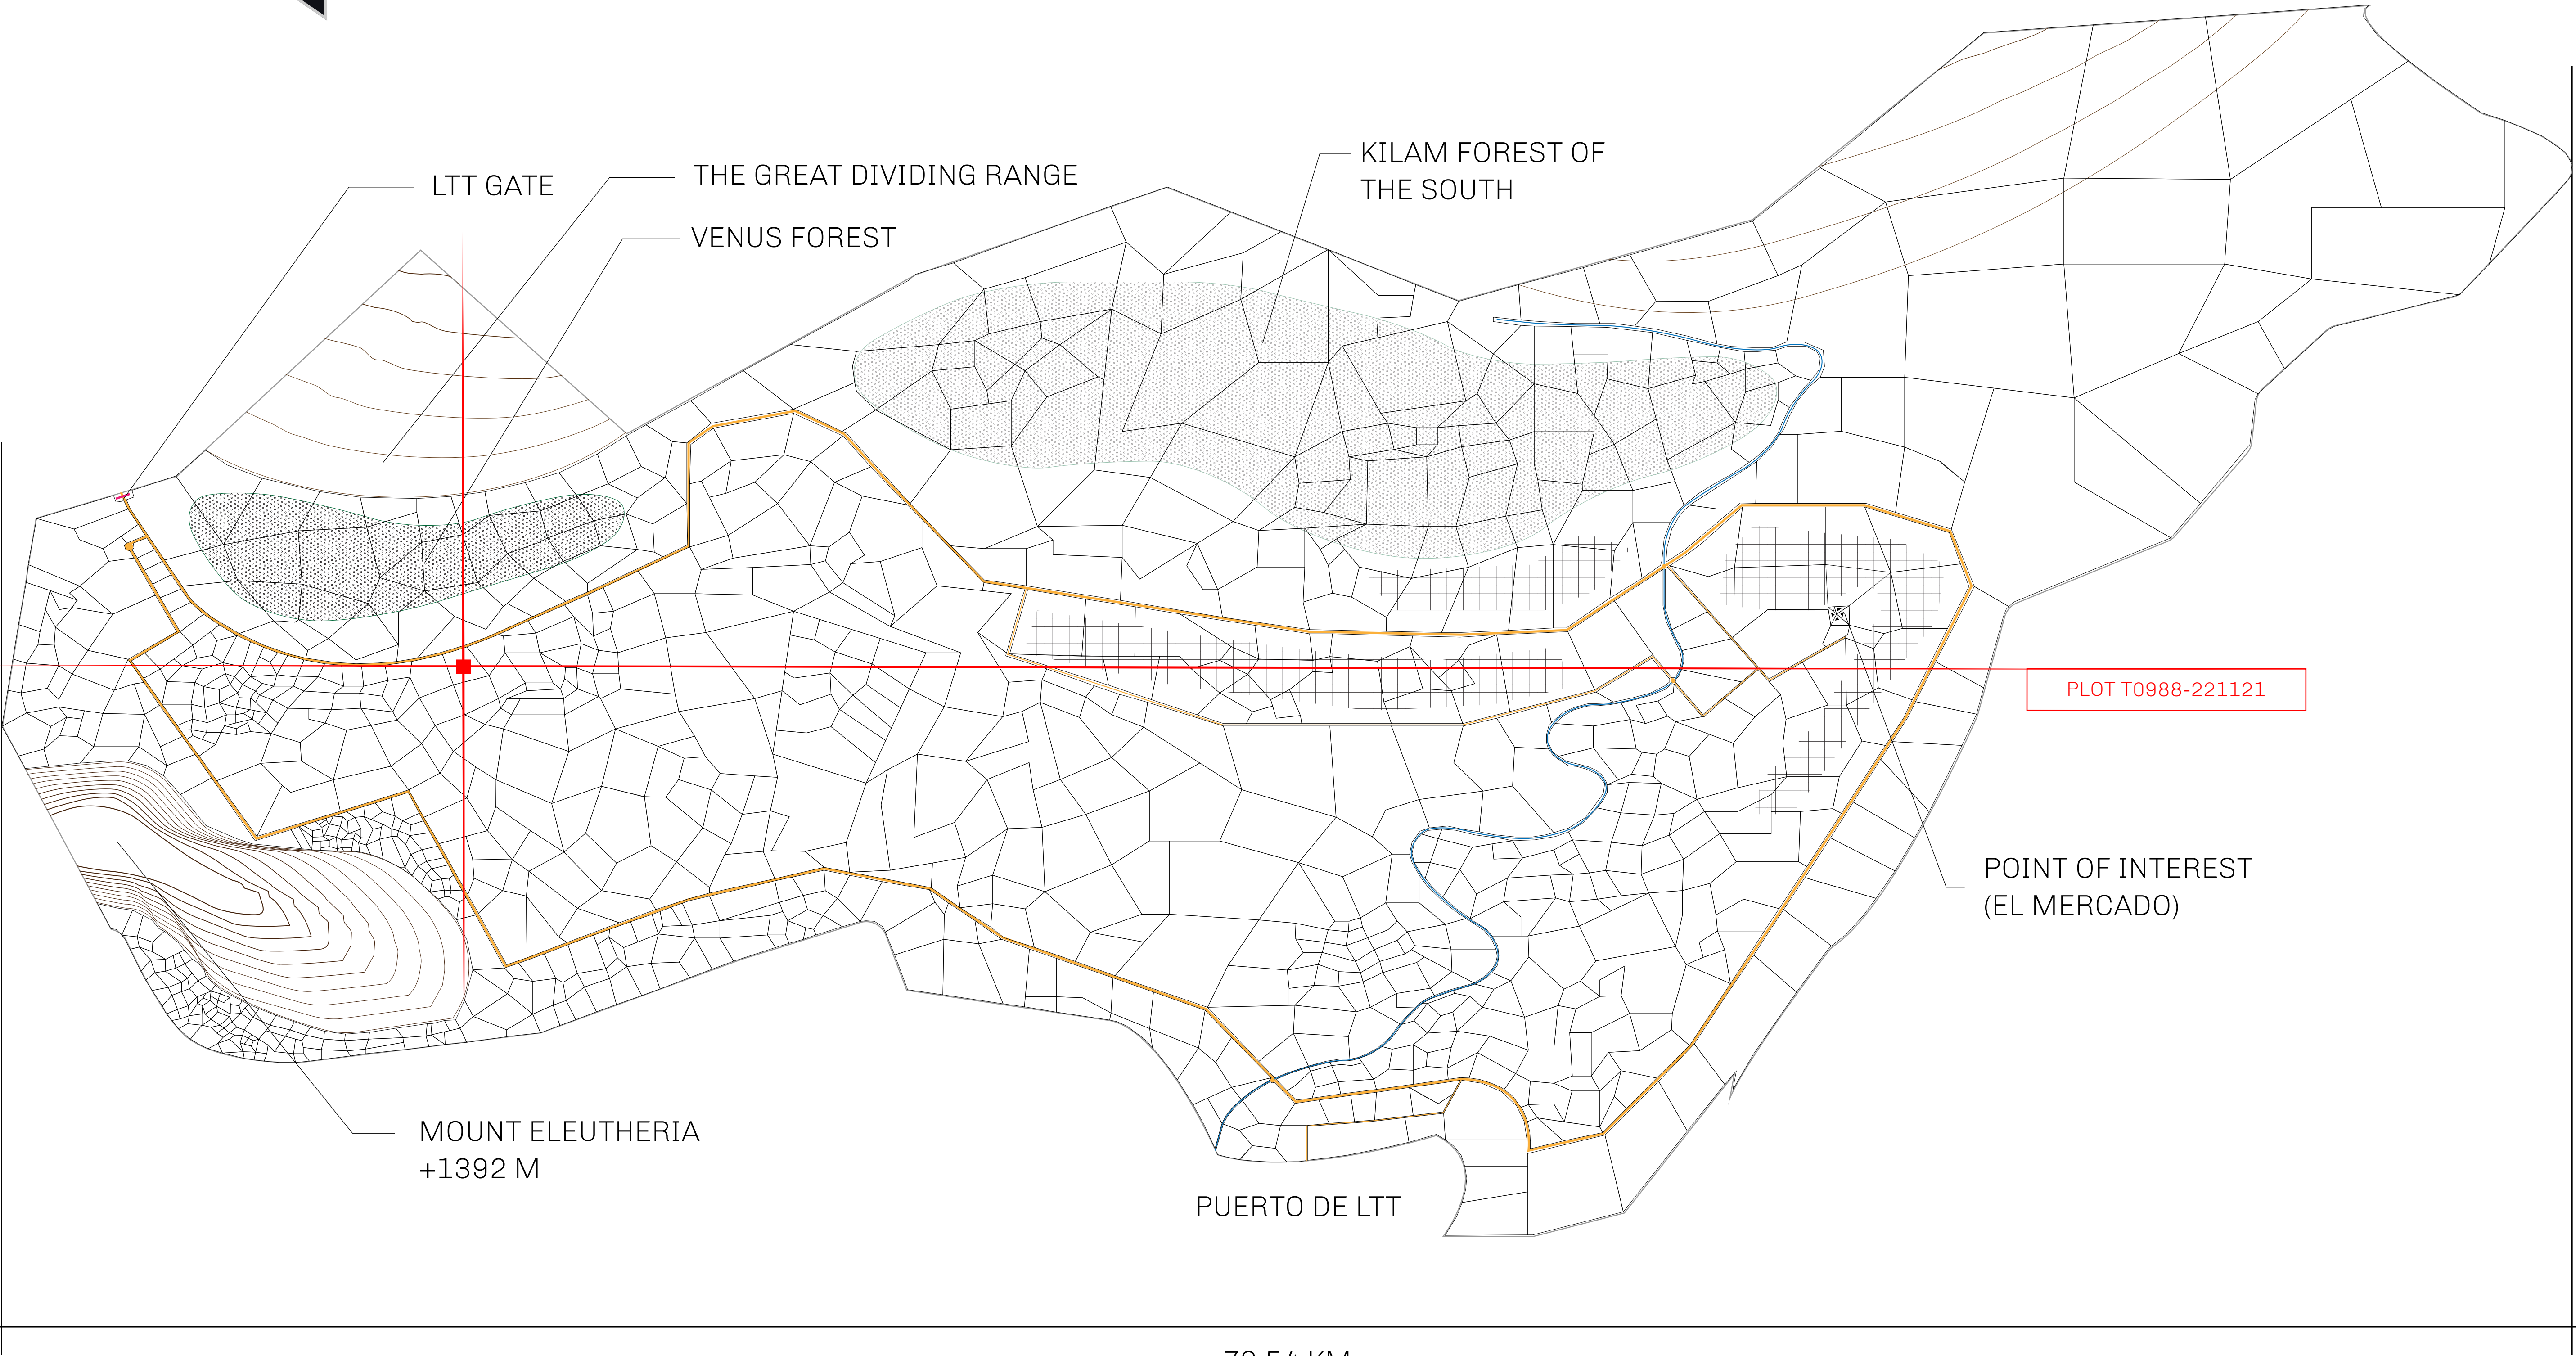 LTT GATE
THE GREAT DIVIDING RANGE
VENUS FOREST
KILAM FOREST OF
THE SOUTH
PLOT T0988-221121
POINT OF INTEREST
(EL MERCADO)
MOUNT ELEUTHERIA
+1392 M
PUERTO DE LTT
KM